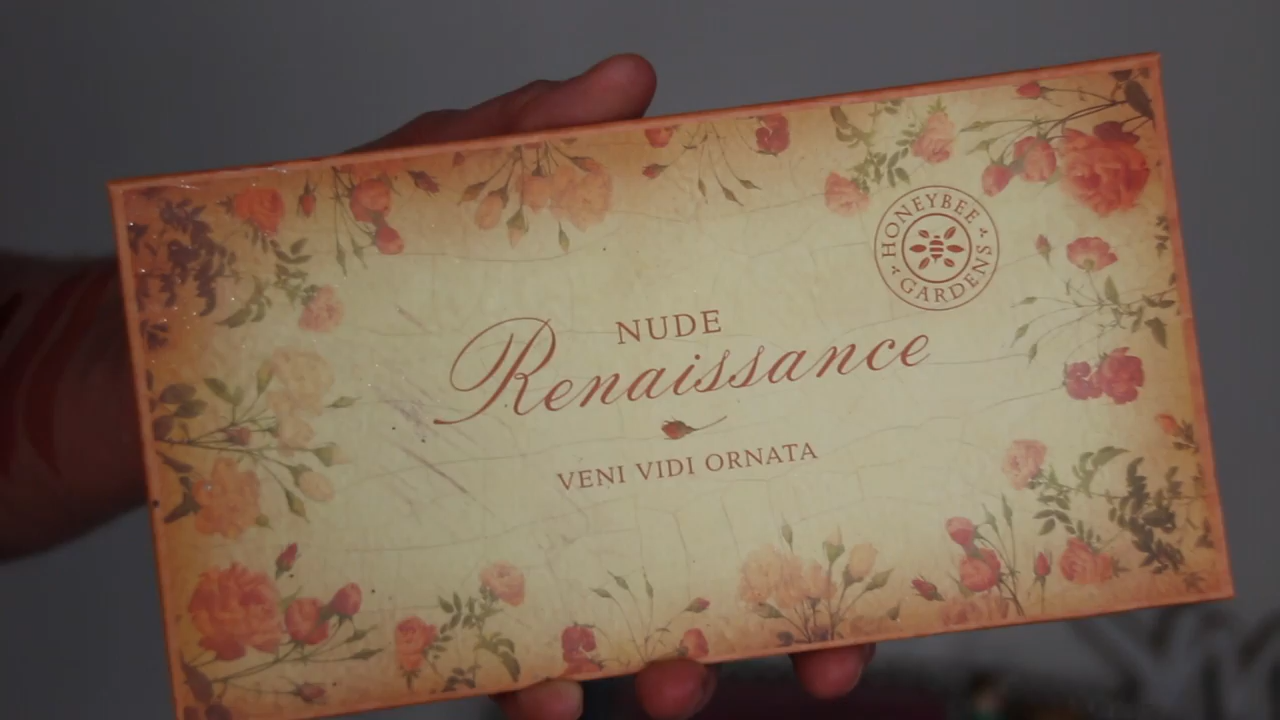 HONEYBEE
GARDENS
NUDE
Renaissance
VENI VIDI ORNATA